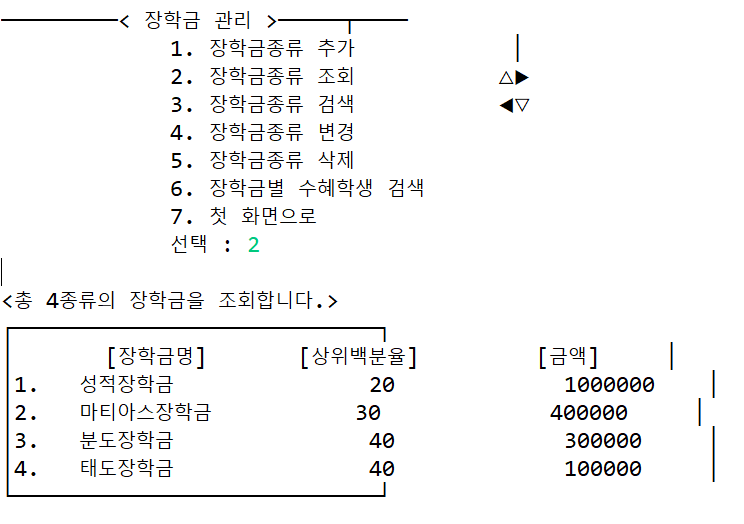 < 장학금 관리 >
1. 장학금종류 추가
2. 장학금종류 조회 △▶
3. 장학금종류 검색 ◀▽
4. 장학금종류 변경
5. 장학금종류 삭제
6. 장학금별 수혜학생 검색
7. 첫 화면으로
선택 : 2
<총 4종류의 장학금을 조회합니다.>
[장학금명] [상위백분율] [금액]
1. 성적장학금 20 1000000
2. 마티아스장학금 30 400000
3. 분도장학금 40 300000
4. 태도장학금 40 100000